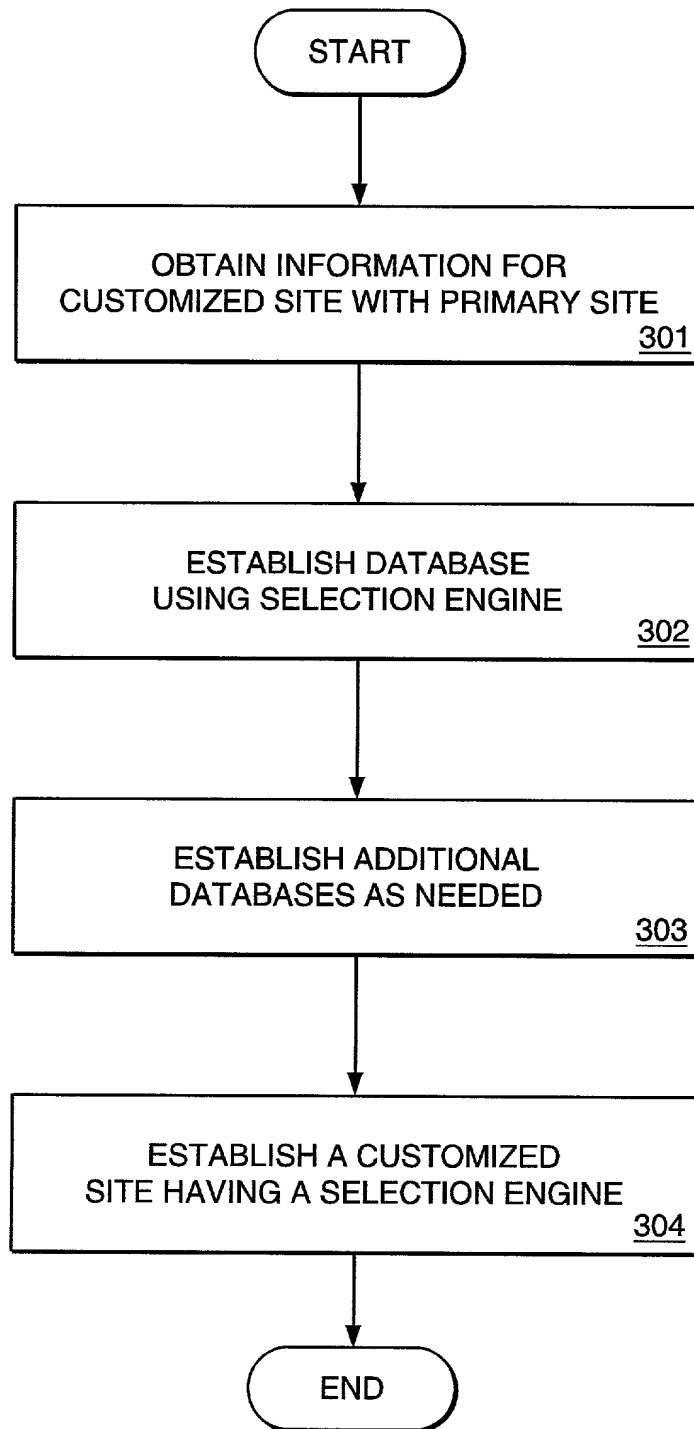 START
OBTAIN INFORMATION FOR
CUSTOMIZED SITE WITH PRIMARY SITE
301
ESTABLISH DATABASE
USING SELECTION ENGINE
302
ESTABLISH ADDITIONAL
DATABASES AS NEEDED
303
ESTABLISH A CUSTOMIZED
SITE HAVING A SELECTION ENGINE
304
END